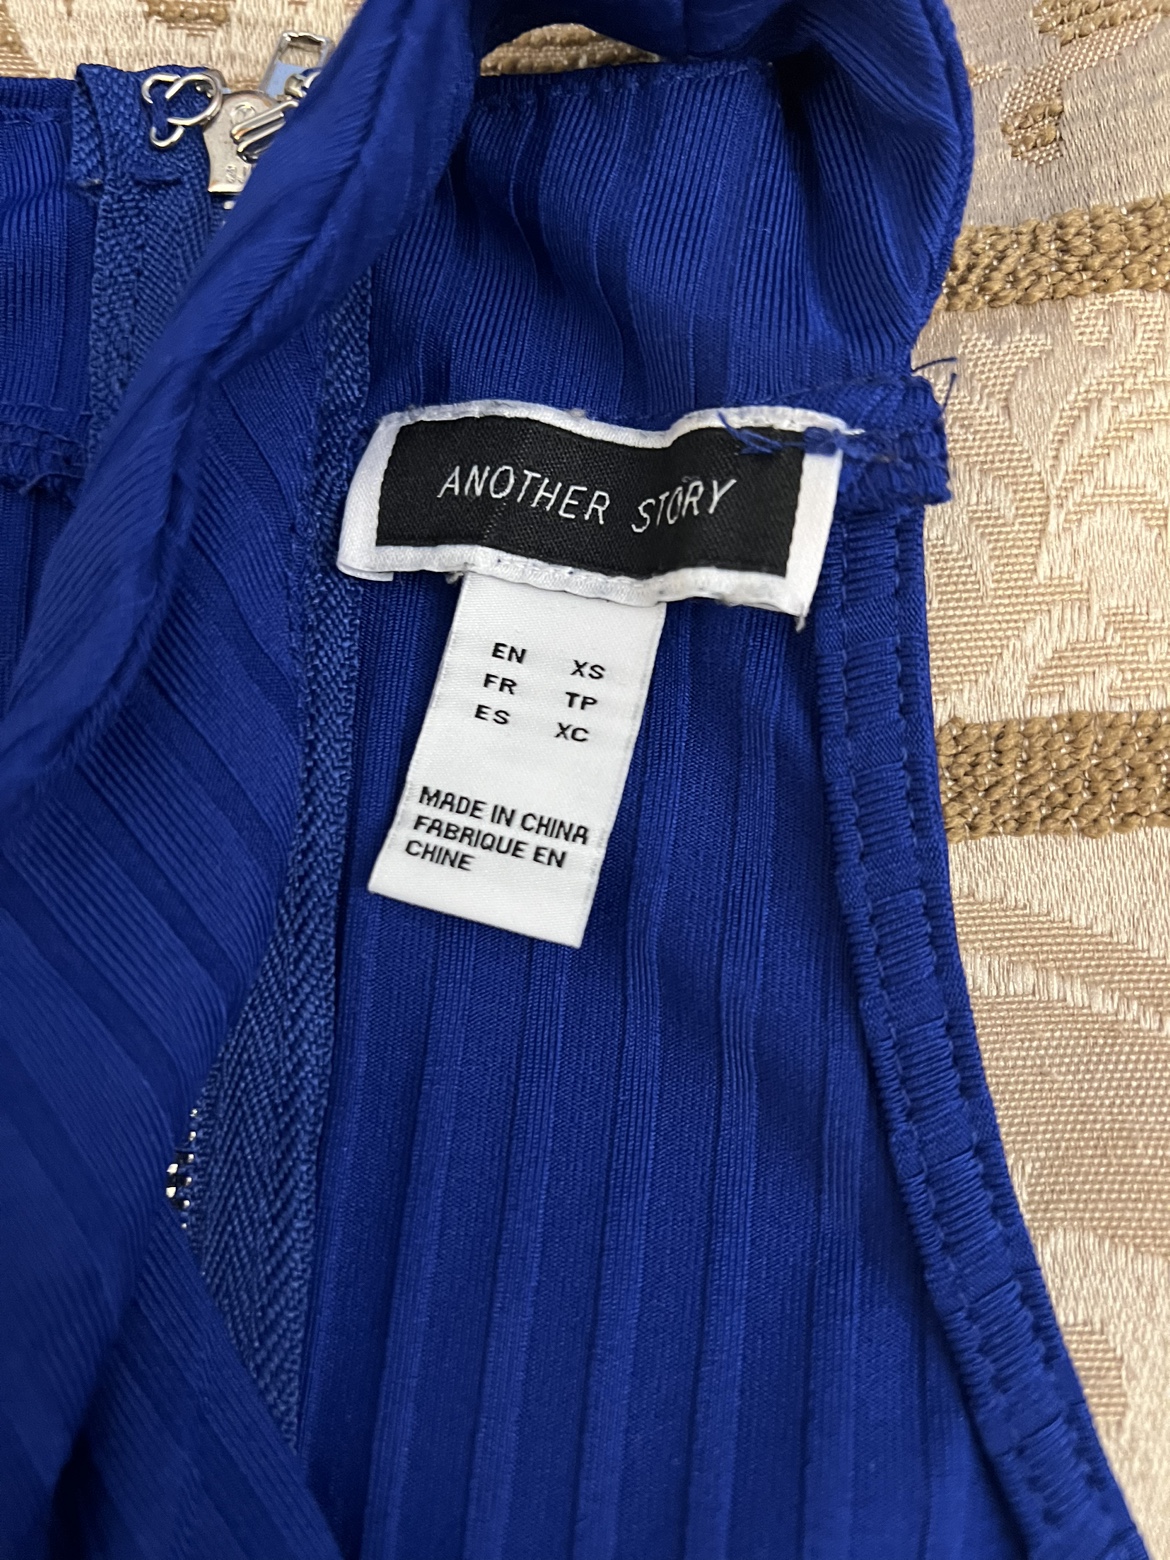 ANOTHER STORY
EN XS
FR TP
ES XC
MADE IN CHINA
FABRIQUE EN
CHINE